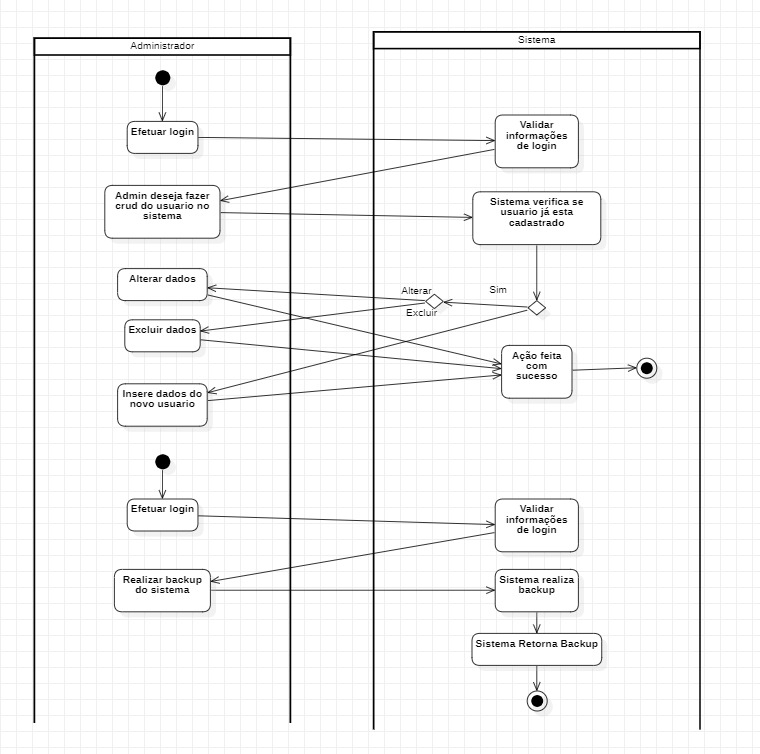 Administrador
Sistema
Efetuar login
Validar
informações
de login
Admin deseja fazer
crud do usuario no
sistema
Sistema verifica se
usuario já esta
cadastrado
Alterar dados
Alterar
Sim
Excluir
Excluir dados
Ação feita
com
sucesso
Insere dados do
novo usuario
Efetuar login
Validar
informações
de login
Realizar backup
do sistema
Sistema realiza
backup
Sistema Retorna Backup